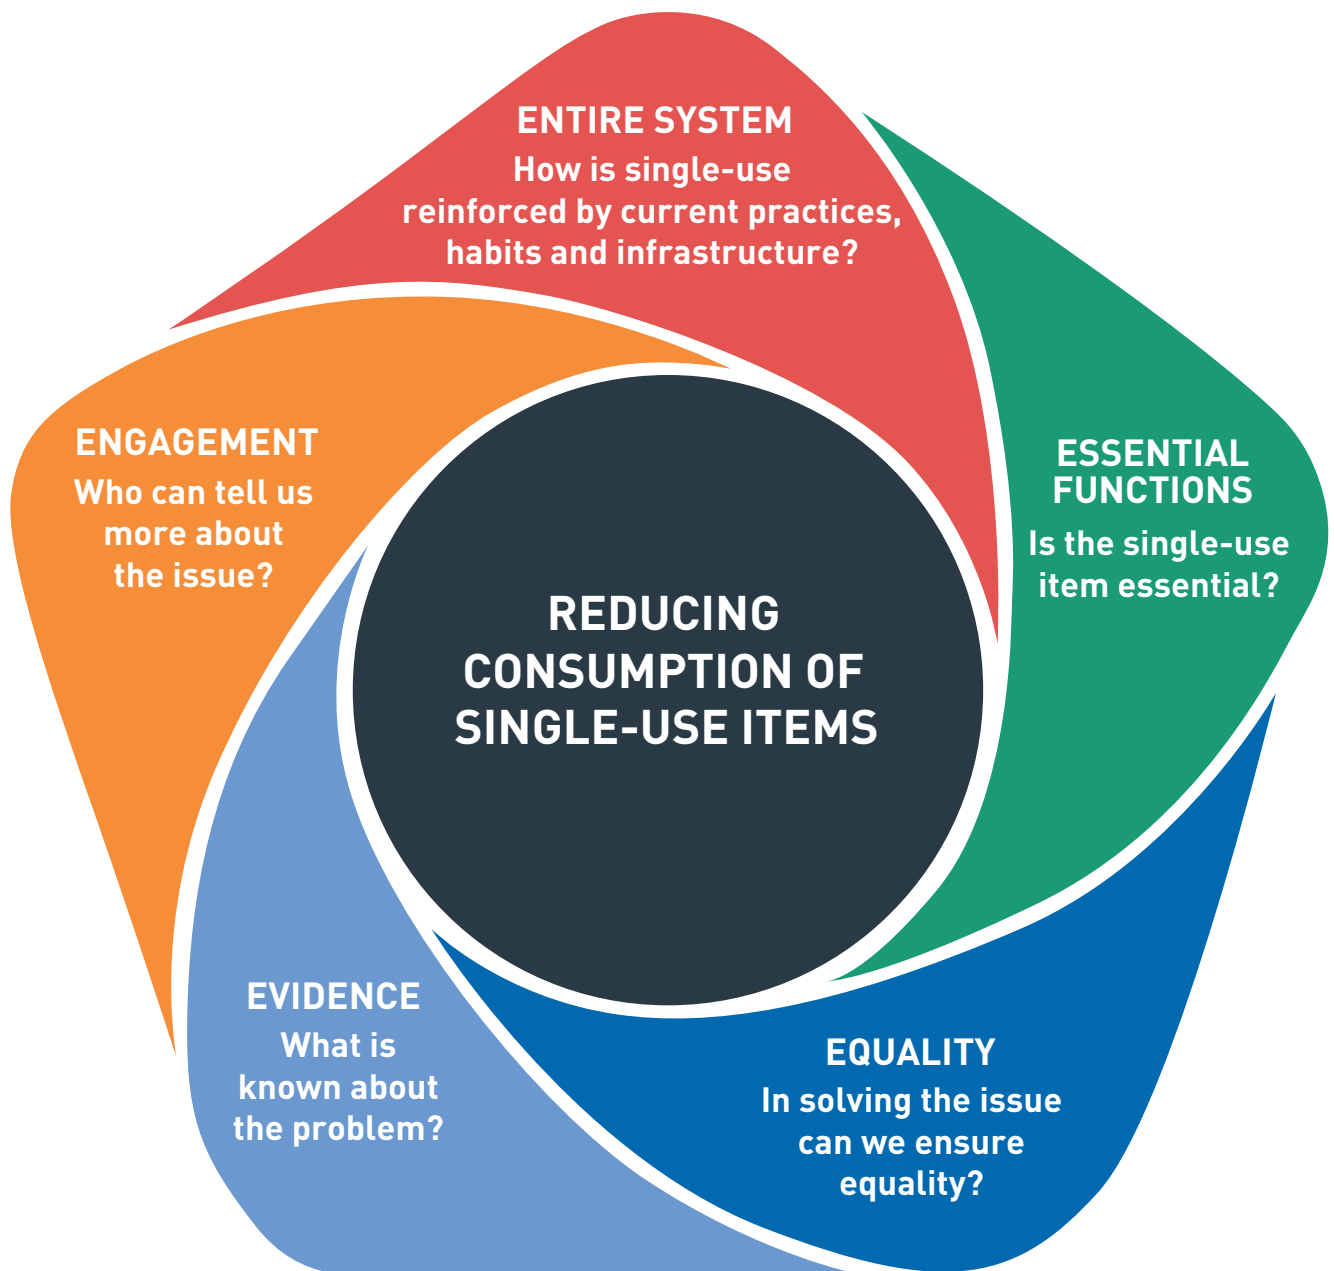 ENTIRE SYSTEM
How is single-use
reinforced by current practices,
habits and infrastructure?
ENGAGEMENT
Who can tell us
more about
the issue?
ESSENTIAL
FUNCTIONS
Is the single-use
item essential?
REDUCING
CONSUMPTION OF
SINGLE-USE ITEMS
EVIDENCE
What is
known about
the problem?
EQUALITY
In solving the issue
can we ensure
equality?